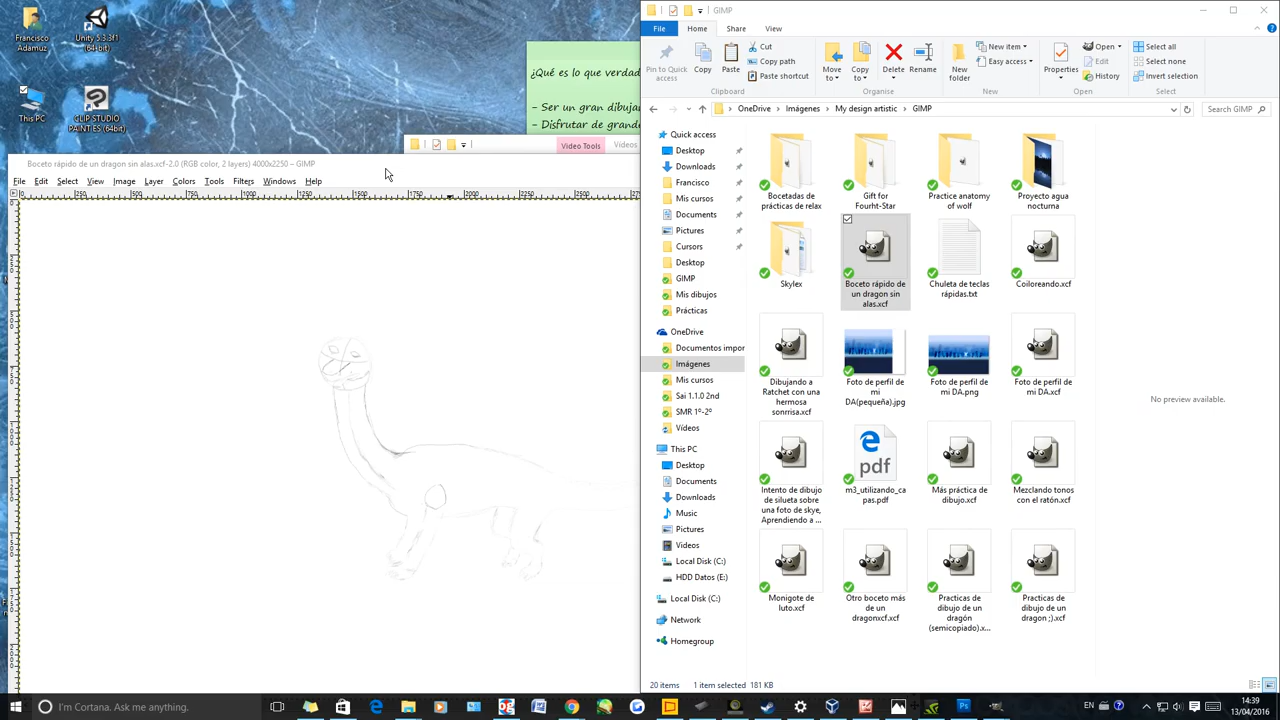 Francisco
Adamuz
Unity 5.3.3f1
(64-bit)
This PC
CLIP STUDIO
PAINT ES (64bit)
¿Qué es lo que verdad
- Ser un gran dibuja
- Disfrutar de grand
Video Tools
Vídeos
Boceto rápido de un dragon sin alas.xcf-2.0 (RGB color, 2 layers) 4000x2250 – GIMP
File Edit Select View Image Layer Colors Tools Filters Windows Help
GIMP
File Home Share View
Pin to Quick
access
Copy
Paste
Cut
Copy path
Paste shortcut
Move
to
Copy
to
Delete
Rename
New
folder
New item
Easy access
Properties
Open
Edit
History
Select all
Select none
Invert selection
Clipboard Organise New Open Select
OneDrive Imágenes My design artistic GIMP
Search GIMP
Quick access
Desktop
Downloads
Francisco
Mis cursos
Documents
Pictures
Cursors
Desktop
GIMP
Mis dibujos
Prácticas
OneDrive
Documentos impor
Imágenes
Mis cursos
Sai 1.1.0 2nd
SMR 1º-2º
Vídeos
This PC
Desktop
Documents
Downloads
Music
Pictures
Videos
Local Disk (C:)
HDD Datos (E:)
Local Disk (C:)
Network
Homegroup
Bocetadas de
prácticas de relax
Gift for
Fourht-Star
Practice anatomy
of wolf
Proyecto agua
nocturna
Skylex
Boceto rápido de
un dragon sin
alas.xcf
Chuleta de teclas
rápidas.txt
Coiloreando.xcf
Dibujando a
Ratchet con una
hermosa
sonrrisa.xcf
Foto de perfil de
mi
DA(pequeña).jpg
Foto de perfil de
mi DA.png
Foto de perfil de
mi DA.xcf
Intento de dibujo
de silueta sobre
una foto de skye,
Aprendiendo a ...
pdf
m3_utilizando_ca
pas.pdf
Más práctica de
dibujo.xcf
Mezclando tonos
con el ratón.xcf
Monigote de
luto.xcf
Otro boceto más
de un
dragonxcf.xcf
Practicas de
dibujo de un
dragón
(semicopiado).x...
Practicas de
dibujo de un
dragon ;).xcf
No preview available.
20 items 1 item selected 181 KB
I'm Cortana. Ask me anything.
EN
14:39
13/04/2016